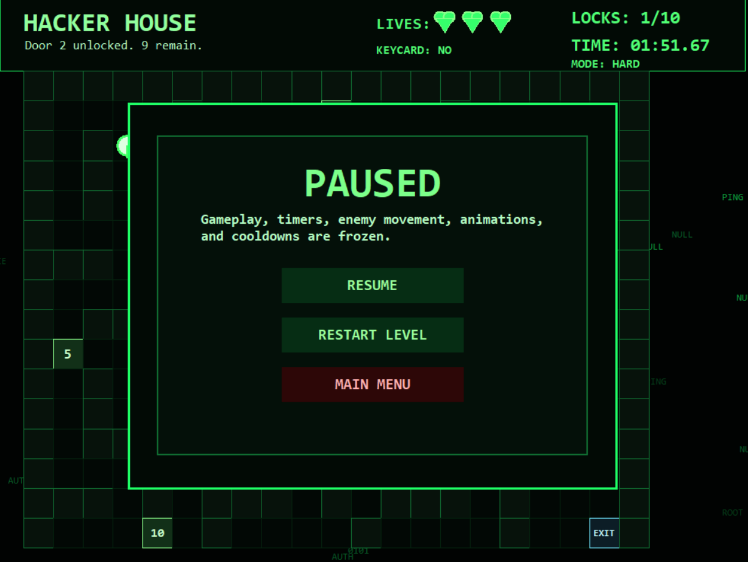 HACKER HOUSE
Door 2 unlocked. 9 remain.
LIVES:
KEYCARD: NO
LOCKS: 1/10
TIME: 01:51.67
MODE: HARD
PAUSED
Gameplay, timers, enemy movement, animations,
and cooldowns are frozen.
RESUME
RESTART LEVEL
MAIN MENU
5
10
EXIT
PING
NULL
ULL
NU
ING
NO
AUT
ROOT
0101
AUTH